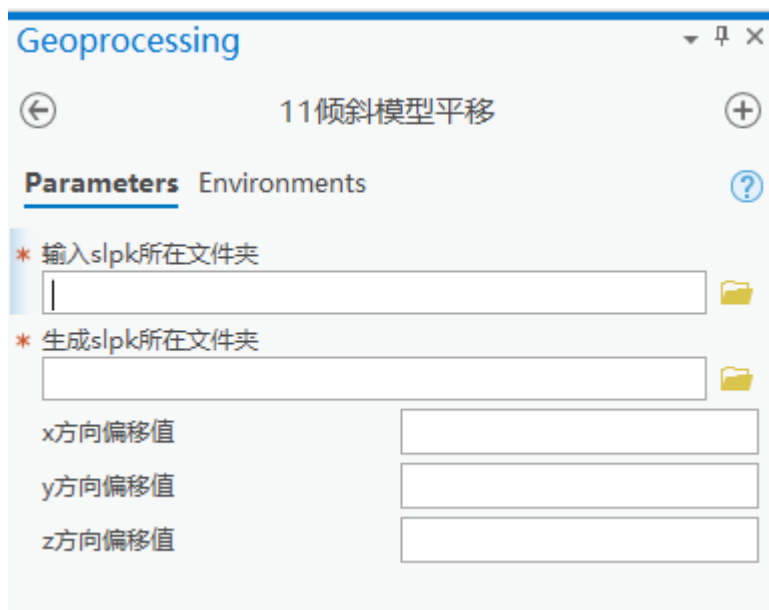 Geoprocessing
11倾斜模型平移
Parameters Environments
* 输入slpk所在文件夹
* 生成slpk所在文件夹
x方向偏移值
y方向偏移值
z方向偏移值